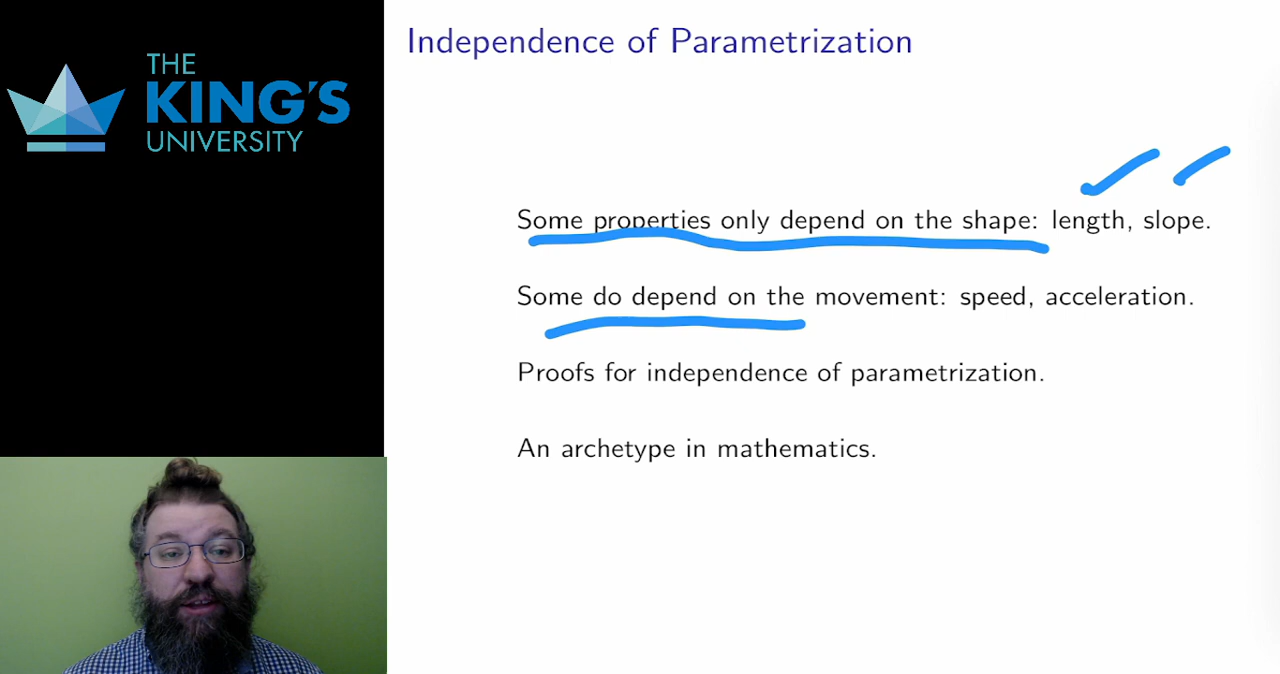 THE
KING'S
UNIVERSITY
Independence of Parametrization
Some properties only depend on the shape: length, slope.
Some do depend on the movement: speed, acceleration.
Proofs for independence of parametrization.
An archetype in mathematics.